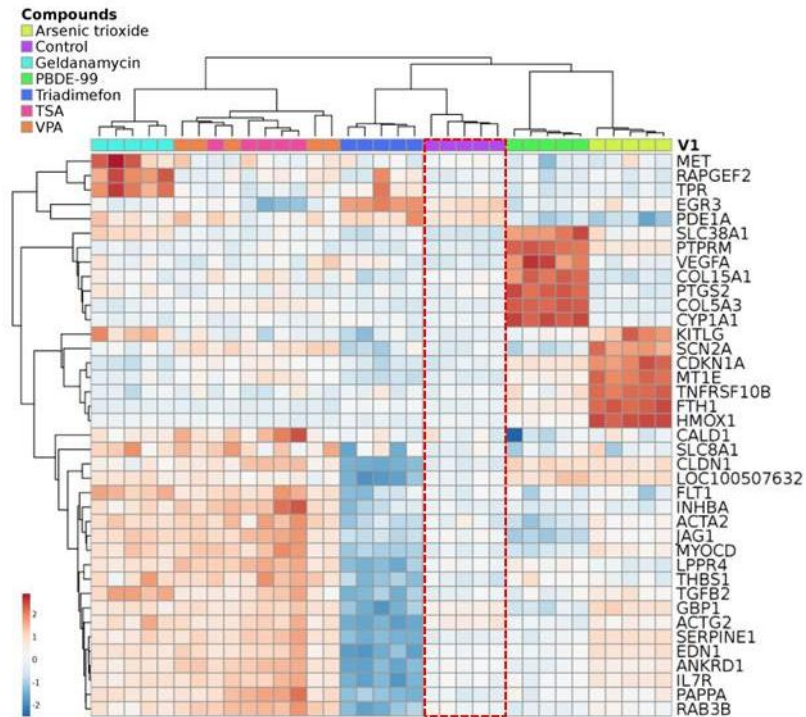 Compounds
Arsenic trioxide
Control
Geldanamycin
PBDE-99
Triadimefon
TSA
VPA
V1
MET
RAPGEF2
TPR
EGR3
PDE1A
SLC38A1
PTPRM
VEGFA
COL15A1
PTGS2
COL5A3
CYP1A1
KITLG
SCN2A
CDKN1A
MT1E
TNFRSF10B
FTH1
HMOX1
CALD1
SLC8A1
CLDN1
LOC100507632
FLT1
INHBA
ACTA2
JAG1
MYOCD
LPPR4
THBS1
TGFB2
GBP1
ACTG2
SERPINE1
EDN1
ANKRD1
IL7R
PAPPA
RAB3B
2
1
0
-1
-2